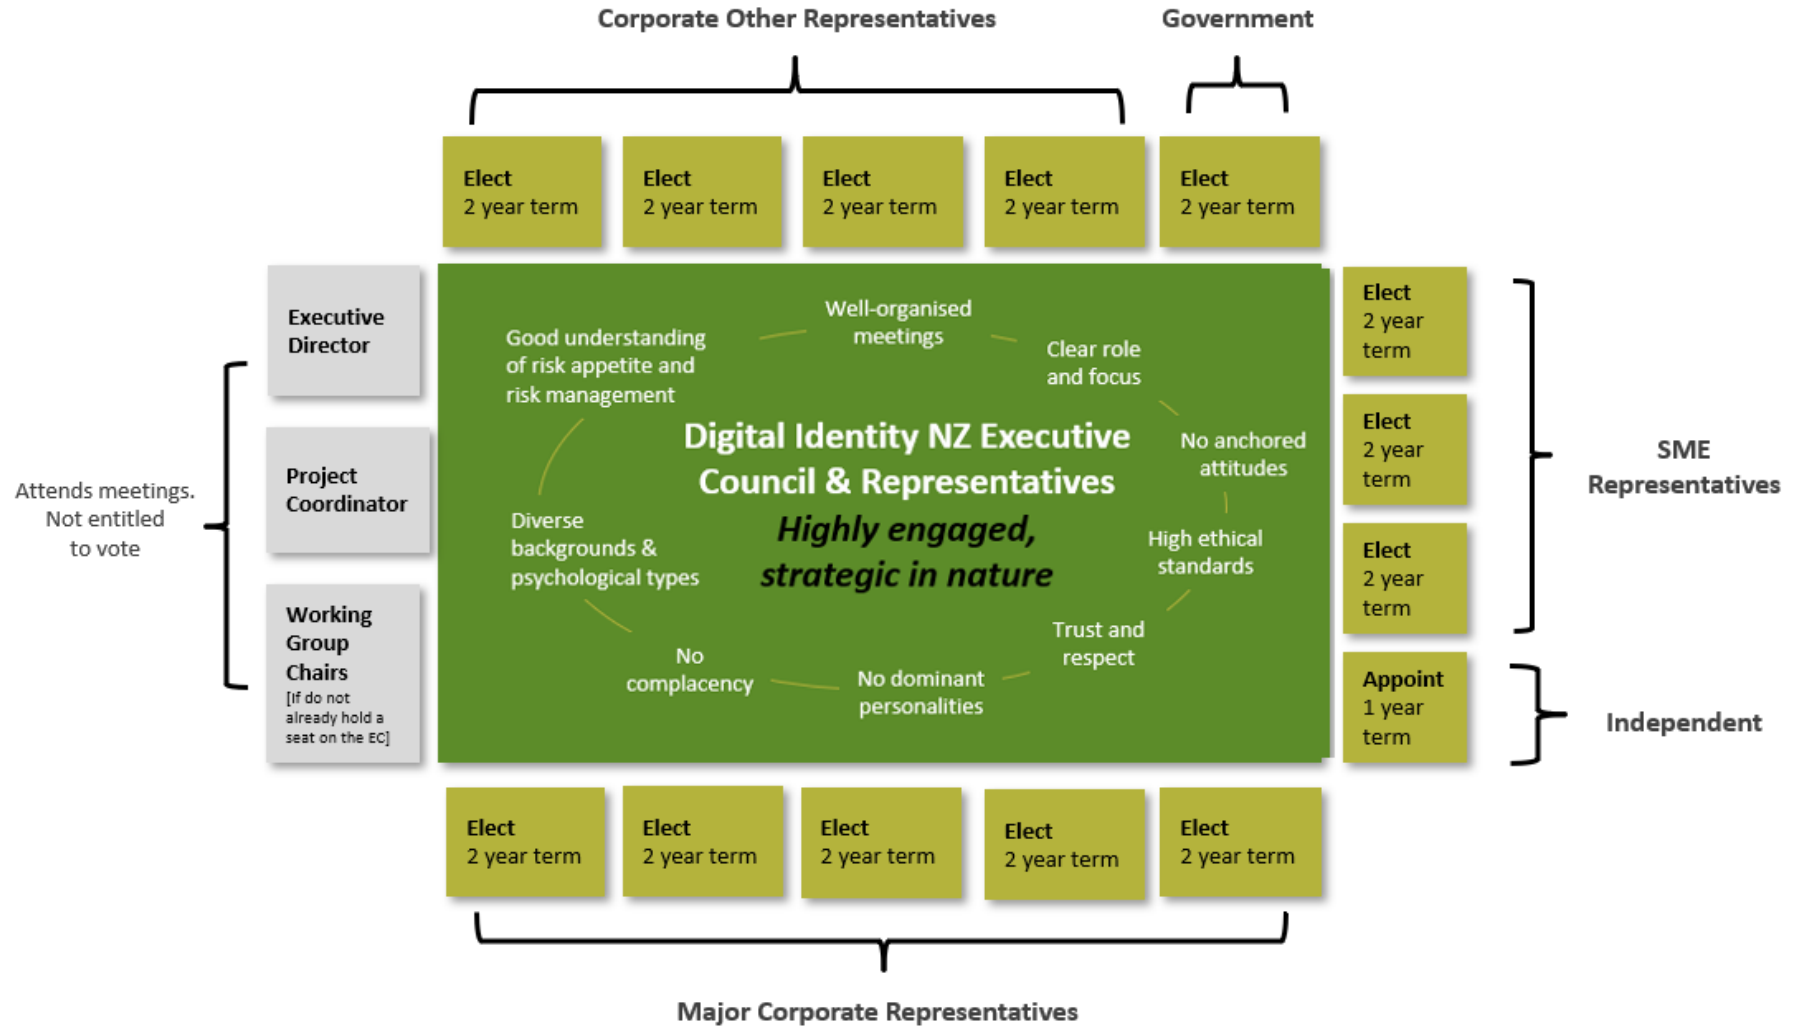 Corporate Other Representatives
Government
Elect
2 year term
Elect
2 year term
Elect
2 year term
Elect
2 year term
Elect
2 year term
Executive
Director
Project
Coordinator
Working
Group
Chairs
[If do not
already hold a
seat on the EC]
Attends meetings.
Not entitled
to vote
Well-organised
meetings
Clear role
and focus
No anchored
attitudes
High ethical
standards
Trust and
respect
No dominant
personalities
No
complacency
Diverse
backgrounds &
psychological types
Good understanding
of risk appetite and
risk management
Digital Identity NZ Executive
Council & Representatives
Highly engaged,
strategic in nature
Elect
2 year
term
Elect
2 year
term
Elect
2 year
term
SME
Representatives
Appoint
1 year
term
Independent
Elect
2 year term
Elect
2 year term
Elect
2 year term
Elect
2 year term
Elect
2 year term
Major Corporate Representatives